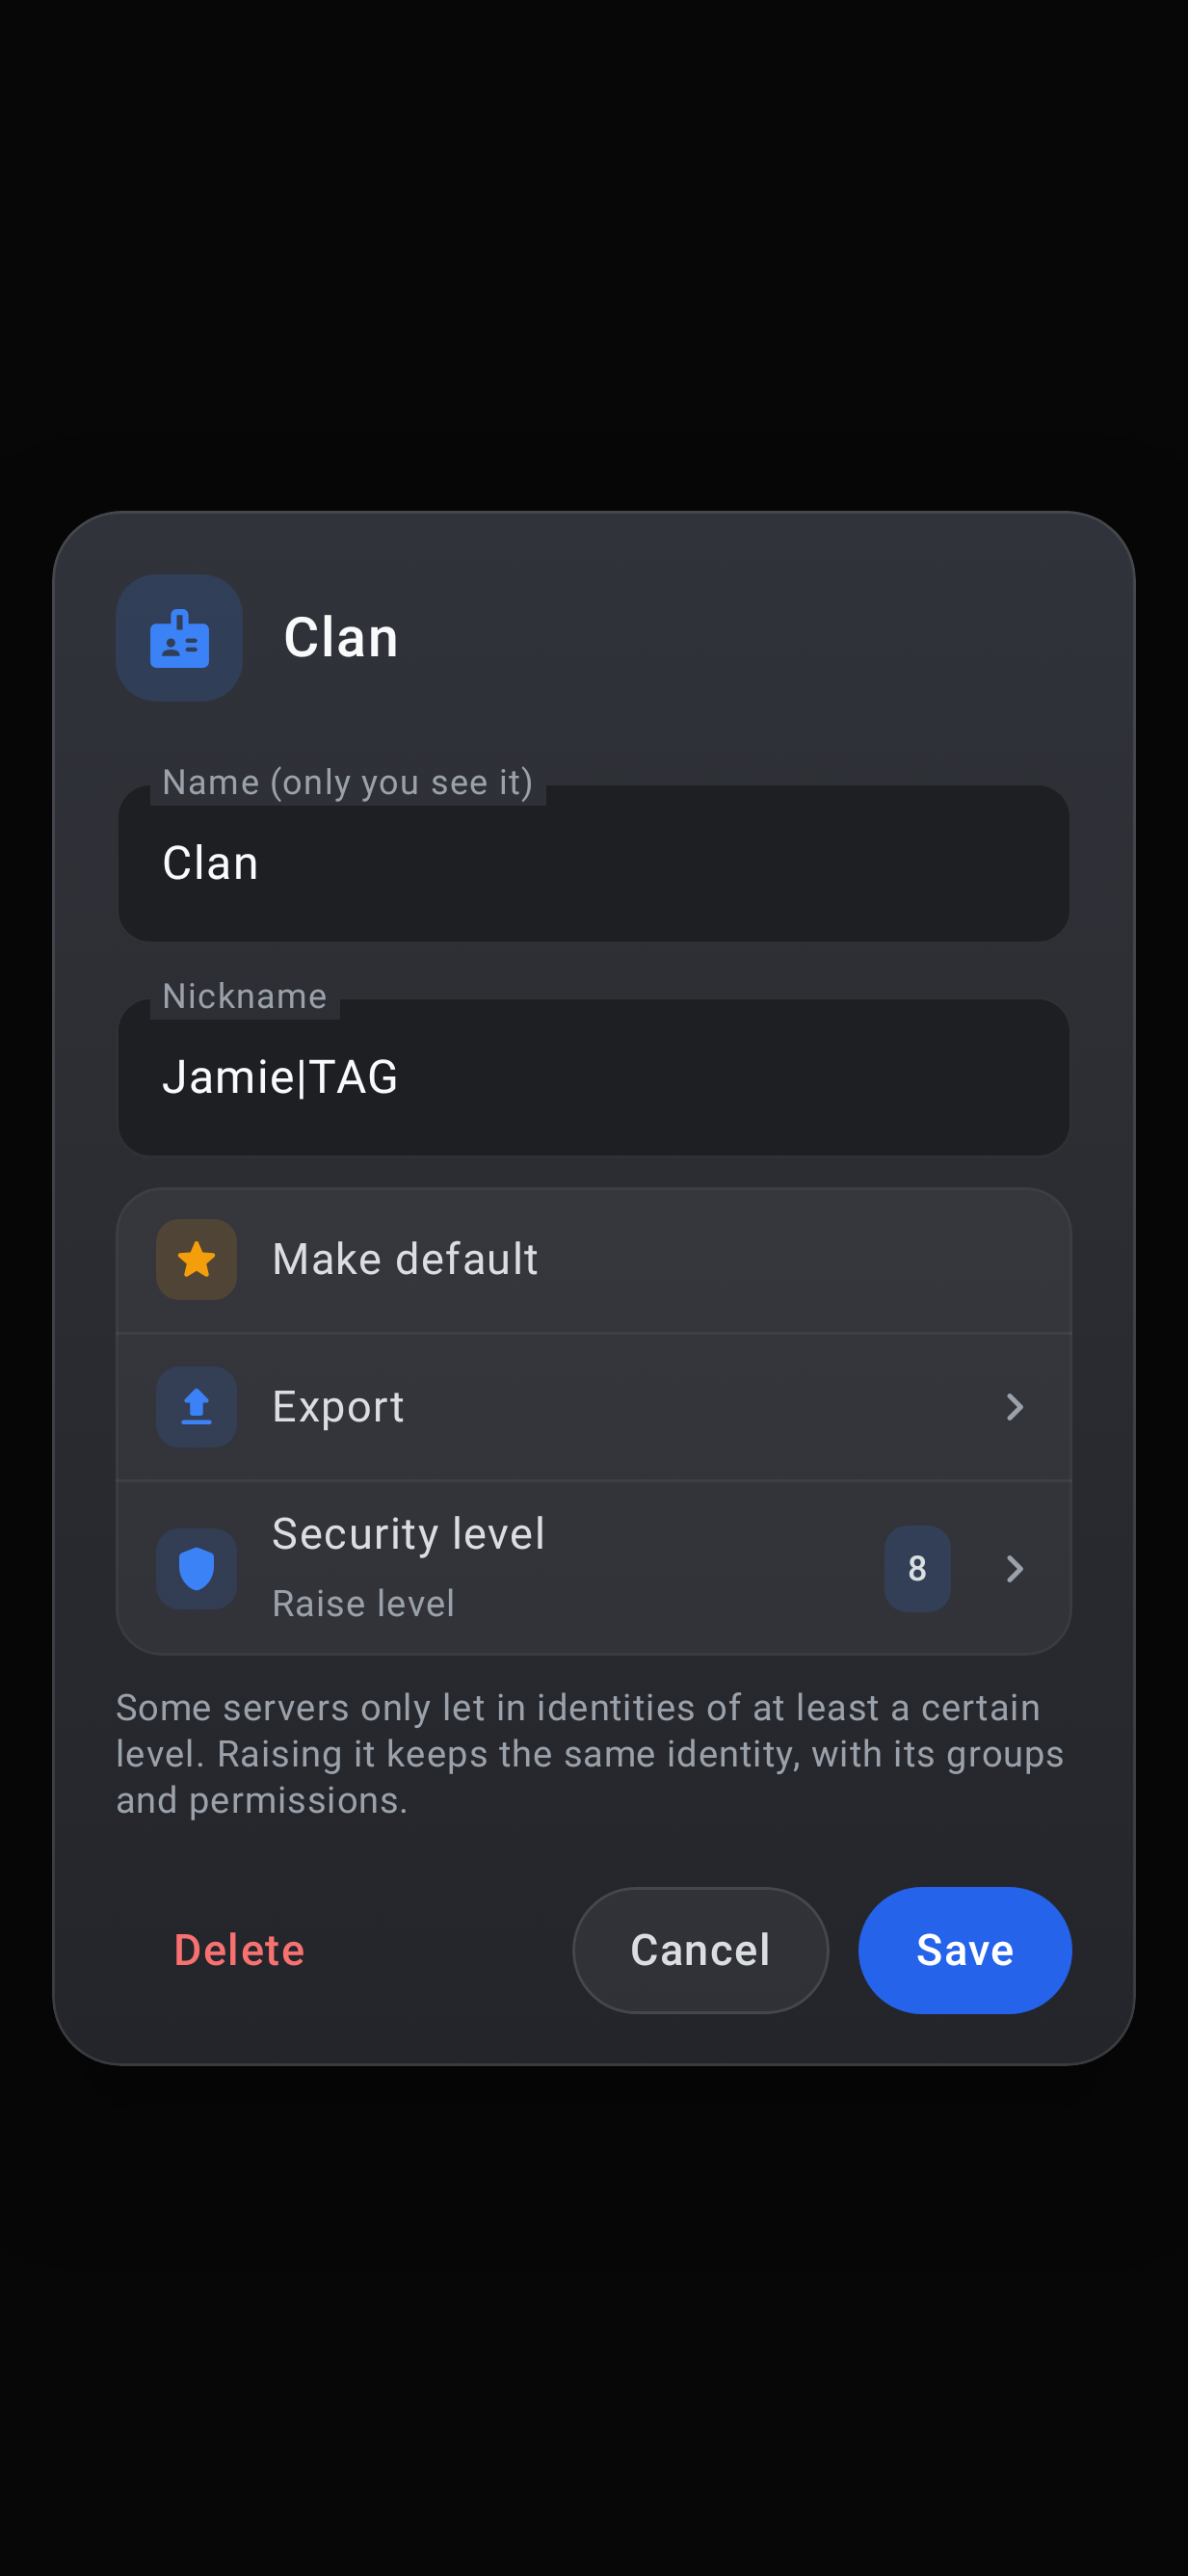 Clan
Name (only you see it)
Clan
Nickname
Jamie|TAG
Make default
Export
Security level
Raise level
8
Some servers only let in identities of at least a certain
level. Raising it keeps the same identity, with its groups
and permissions.
Delete
Cancel
Save